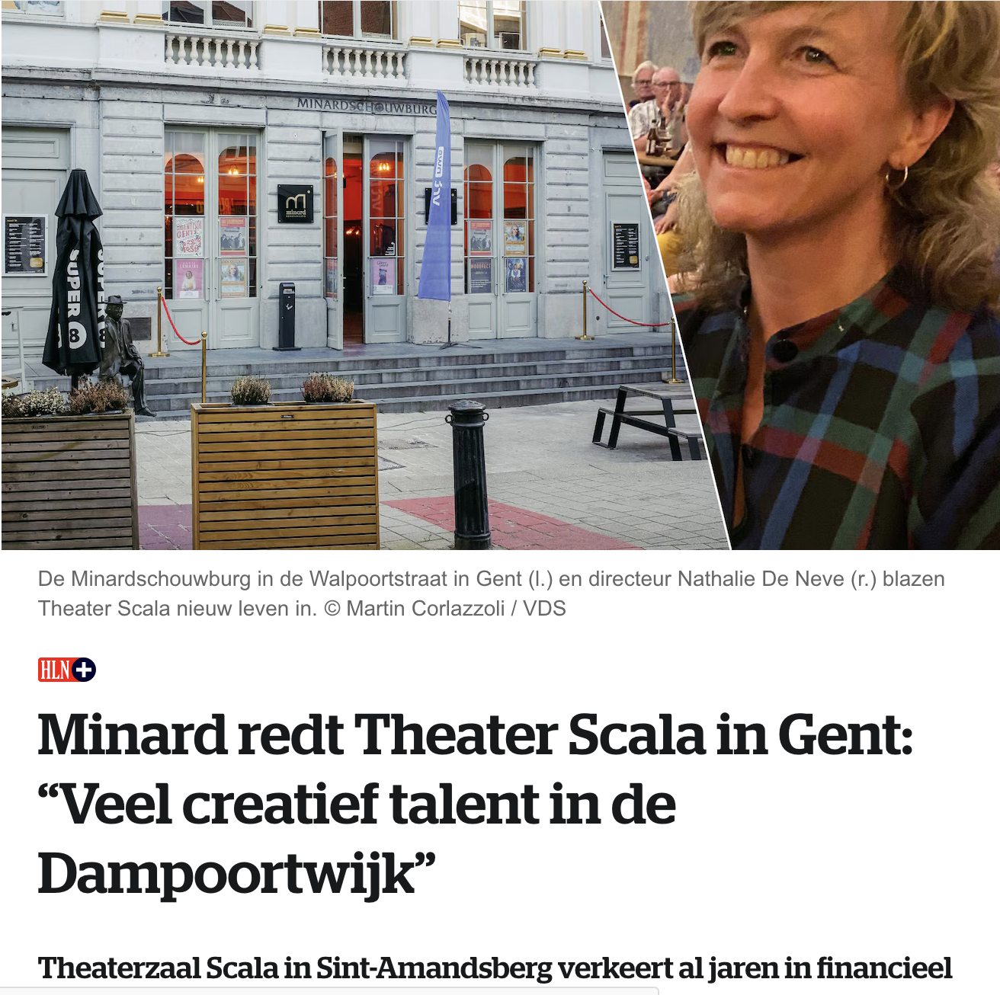 MINARDSCHOUWBURG
minard
vrt nws
SUPER
8
De Minardschouwburg in de Walpoortstraat in Gent (l.) en directeur Nathalie De Neve (r.) blazen
Theater Scala nieuw leven in. © Martin Corlazzoli / VDS
HLN+
Minard redt Theater Scala in Gent:
“Veel creatief talent in de
Dampoortwijk”
Theaterzaal Scala in Sint-Amandsberg verkeert al jaren in financieel